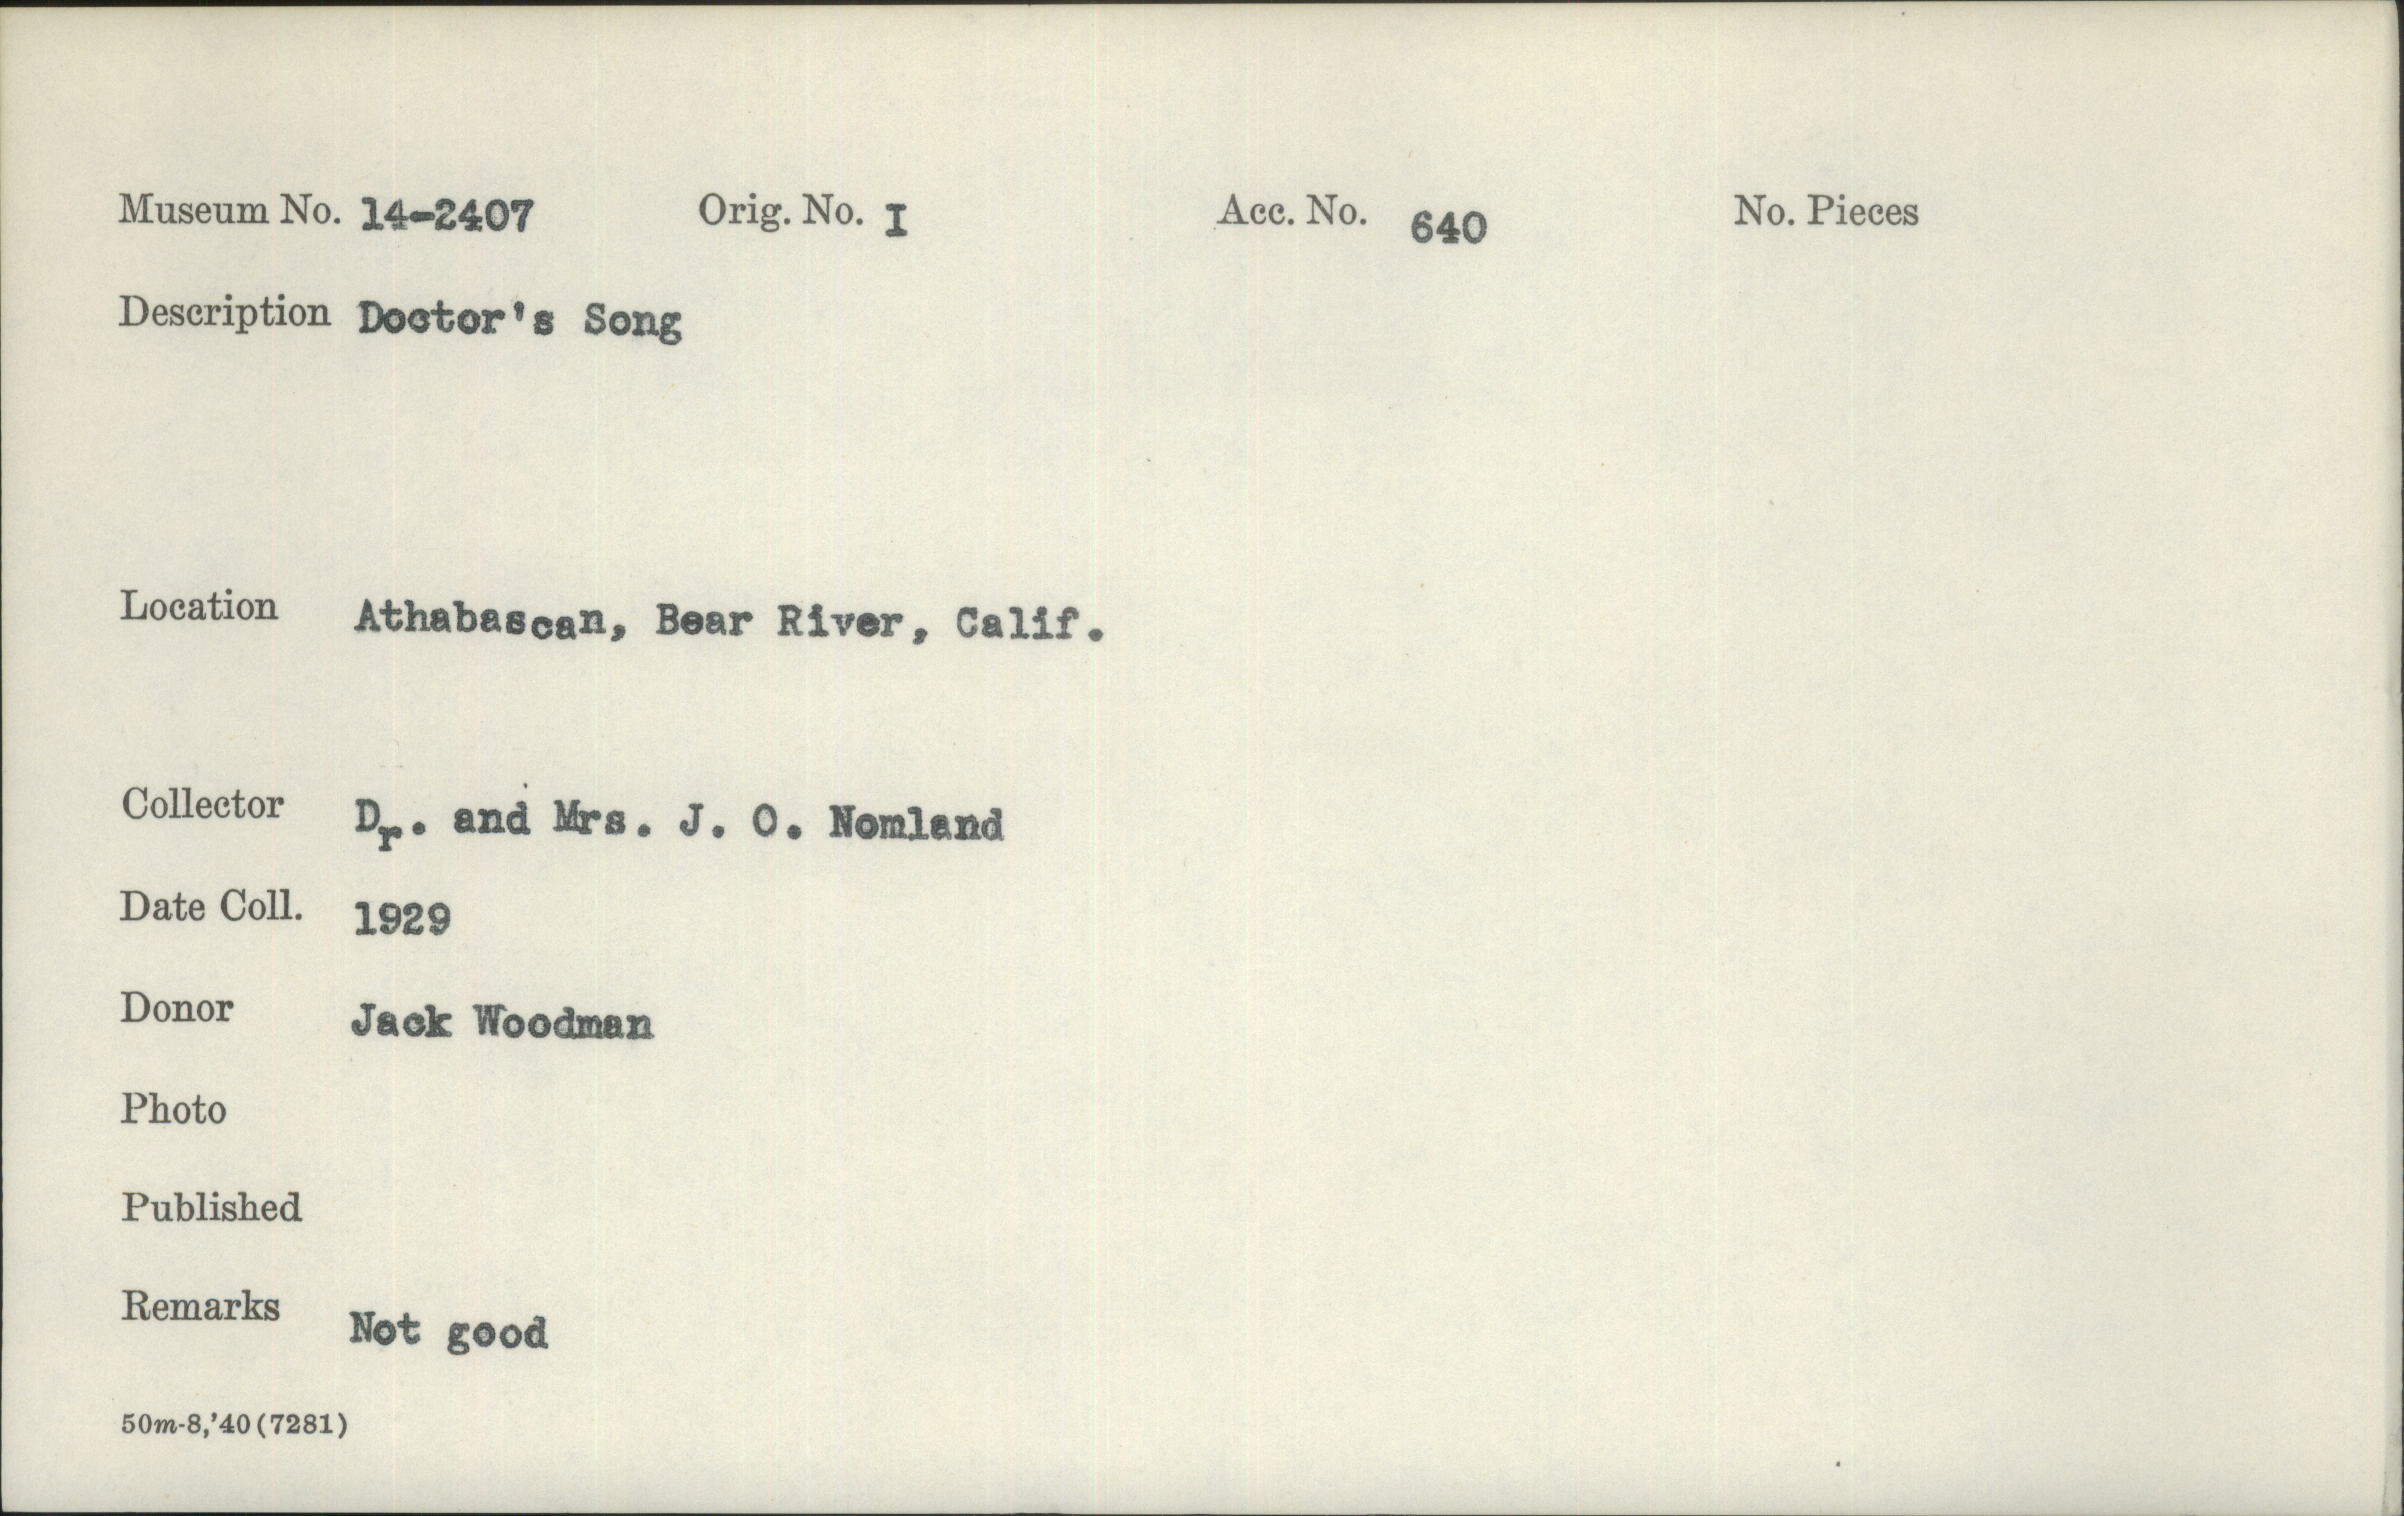 Museum No. 14-2407 Orig. No. I Acc. No. 640 No. Pieces
Description Doctor's Song
Location Athabascan, Bear River, Calif.
Collector Dr. and Mrs. J. O. Nomland
Date Coll. 1929
Donor Jack Woodman
Photo
Published
Remarks Not good
50m-8,'40(7281)